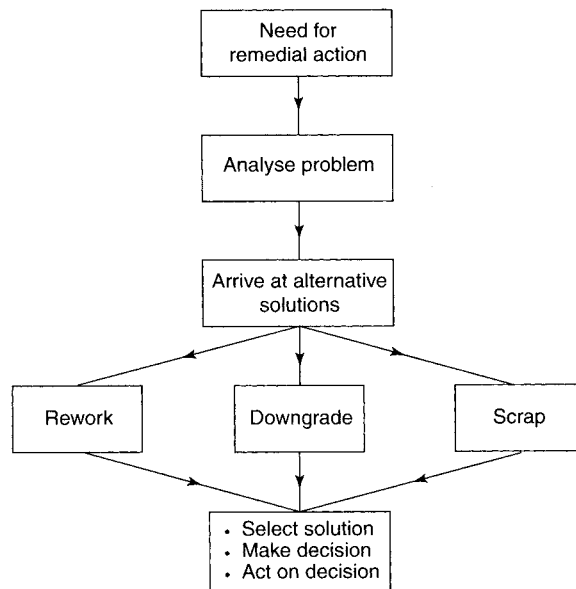 Need for
remedial action
Analyse problem
Arrive at alternative
solutions
Rework
Downgrade
Scrap
• Select solution
• Make decision
• Act on decision